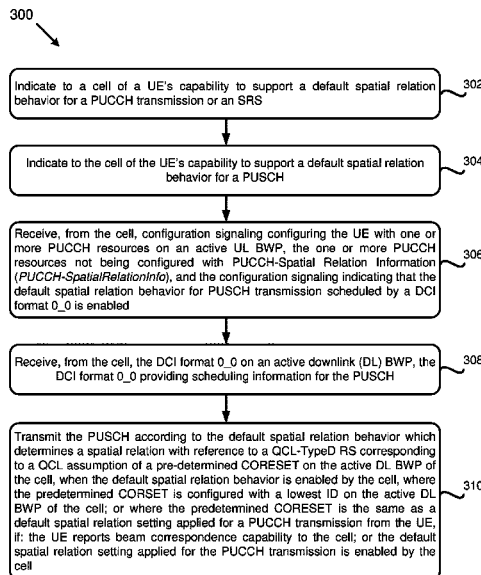 300
Indicate to a cell of a UE's capability to support a default spatial relation
behavior for a PUCCH transmission or an SRS
302
Indicate to the cell of the UE's capability to support a default spatial relation
behavior for a PUSCH
304
Receive, from the cell, configuration signaling configuring the UE with one or
more PUCCH resources on an active UL BWP, the one or more PUCCH
resources not being configured with PUCCH-Spatial Relation Information
(PUCCH-SpatialRelationInfo), and the configuration signaling indicating that the
default spatial relation behavior for PUSCH transmission scheduled by a DCI
format 0_0 is enabled
306
Receive, from the cell, the DCI format 0_0 on an active downlink (DL) BWP, the
DCI format 0_0 providing scheduling information for the PUSCH
308
Transmit the PUSCH according to the default spatial relation behavior which
determines a spatial relation with reference to a QCL-TypeD RS corresponding
to a QCL assumption of a pre-determined CORESET on the active DL BWP of
the cell, when the default spatial relation behavior is enabled by the cell, where
the predetermined CORSET is configured with a lowest ID on the active DL
BWP of the cell; or where the predetermined CORESET is the same as a
default spatial relation setting applied for a PUCCH transmission from the UE,
if: the UE reports beam correspondence capability to the cell; or the default
spatial relation setting applied for the PUCCH transmission is enabled by the
cell
310